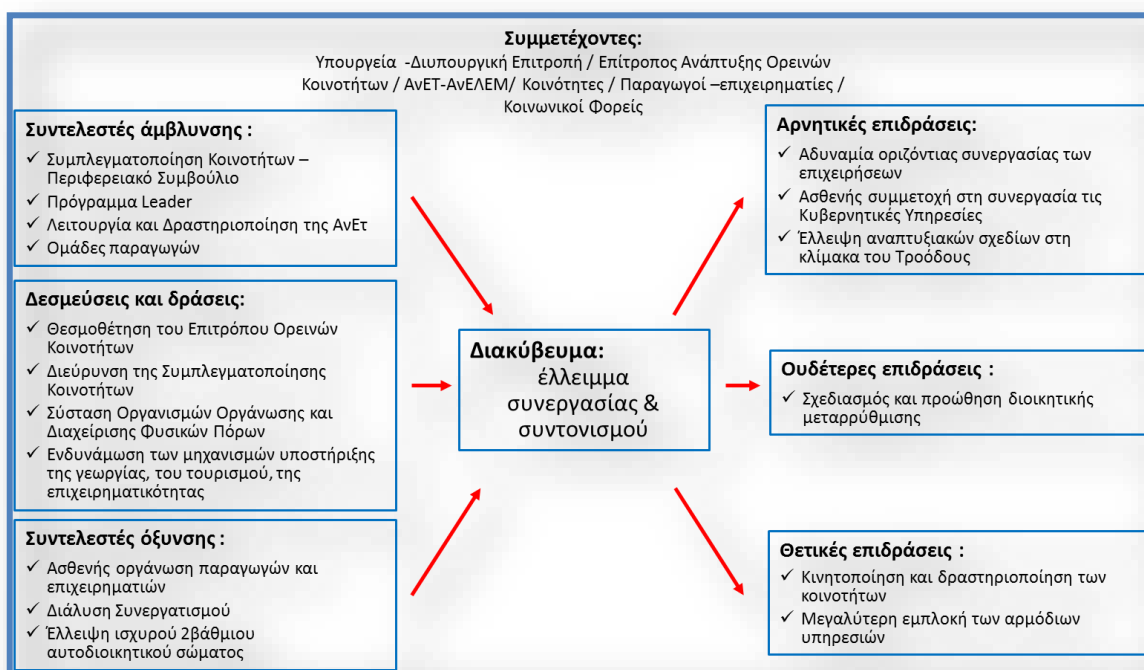 Συμμετέχοντες:
Υπουργεία -Διυπουργική Επιτροπή / Επίτροπος Ανάπτυξης Ορεινών
Κοινοτήτων / ΑνΕΤ-ΑνΕΛΕΜ/ Κοινότητες / Παραγωγοί –επιχειρηματίες /
Κοινωνικοί Φορείς
Συντελεστές άμβλυνσης :
✓ Συμπλεγματοποίηση Κοινοτήτων –
Περιφερειακό Συμβούλιο
✓ Πρόγραμμα Leader
✓ Λειτουργία και Δραστηριοποίηση της ΑνΕτ
✓ Ομάδες παραγωγών
Δεσμεύσεις και δράσεις:
✓ Θεσμοθέτηση του Επιτρόπου Ορεινών
Κοινοτήτων
✓ Διεύρυνση της Συμπλεγματοποίησης
Κοινοτήτων
✓ Σύσταση Οργανισμών Οργάνωσης και
Διαχείρισης Φυσικών Πόρων
✓ Ενδυνάμωση των μηχανισμών υποστήριξης
της γεωργίας, του τουρισμού, της
επιχειρηματικότητας
Συντελεστές όξυνσης :
✓ Ασθενής οργάνωση παραγωγών και
επιχειρηματιών
✓ Διάλυση Συνεργατισμού
✓ Έλλειψη ισχυρού 2βάθμιου
αυτοδιοικητικού σώματος
Διακύβευμα:
έλλειμμα
συνεργασίας &
συντονισμού
Αρνητικές επιδράσεις:
✓ Αδυναμία οριζόντιας συνεργασίας των
επιχειρήσεων
✓ Ασθενής συμμετοχή στη συνεργασία τις
Κυβερνητικές Υπηρεσίες
✓ Έλλειψη αναπτυξιακών σχεδίων στη
κλίμακα του Τροόδους
Ουδέτερες επιδράσεις :
✓ Σχεδιασμός και προώθηση διοικητικής
μεταρρύθμισης
Θετικές επιδράσεις :
✓ Κινητοποίηση και δραστηριοποίηση των
κοινοτήτων
✓ Μεγαλύτερη εμπλοκή των αρμόδιων
υπηρεσιών